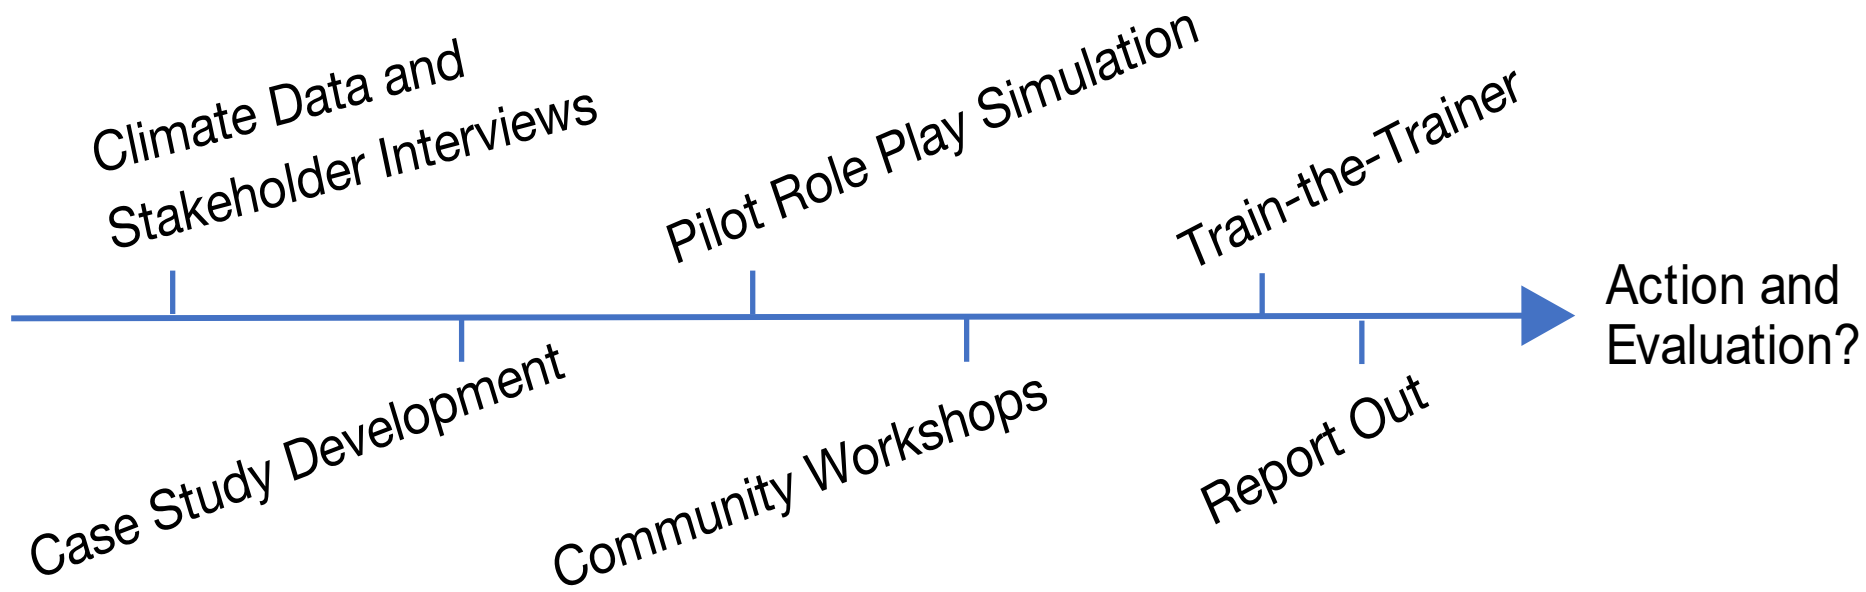 Climate Data and
Stakeholder Interviews
Pilot Role Play Simulation
Train-the-Trainer
Action and
Evaluation?
Case Study Development
Community Workshops
Report Out